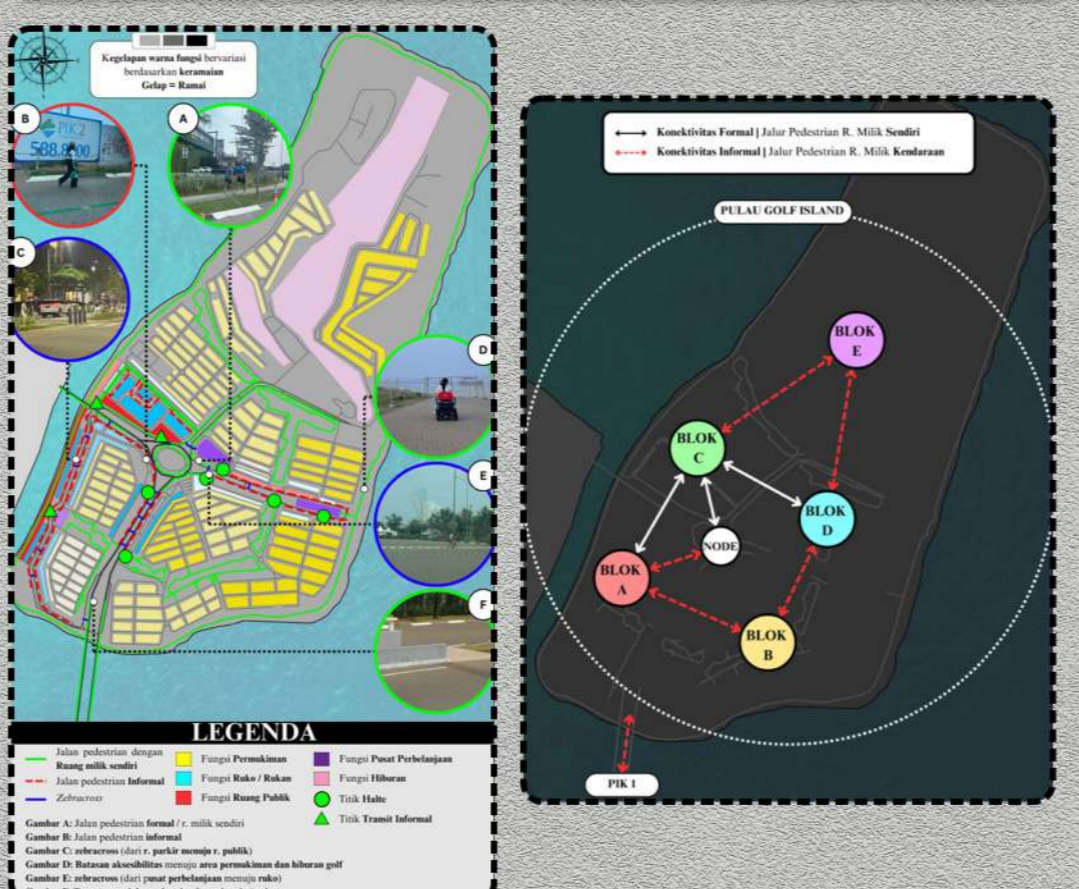 Kegelapan warna fungsi bervariasi
berdasarkan keramaian
Gelap = Ramai
B
A
PIK 2
C
D
E
F
LEGENDA
Jalan pedestrian dengan
Ruang milik sendiri
Jalan pedestrian Informal
Zebracross
Fungsi Permukiman
Fungsi Ruko / Rukan
Fungsi Ruang Publik
Fungsi Pusat Perbelanjaan
Fungsi Hiburan
Titik Halte
Titik Transit Informal
Gambar A: Jalan pedestrian formal / r. milik sendiri
Gambar B: Jalan pedestrian informal
Gambar C: zebracross (dari r. parkir menuju r. publik)
Gambar D: Batasan aksesibilitas menuju area permukiman dan hiburan golf
Gambar E: zebracross (dari pusat perbelanjaan menuju ruko)
Konektivitas Formal | Jalur Pedestrian R. Milik Sendiri
Konektivitas Informal | Jalur Pedestrian R. Milik Kendaraan
PULAU GOLF ISLAND
BLOK
E
BLOK
C
BLOK
D
NODE
BLOK
A
BLOK
B
PIK 1